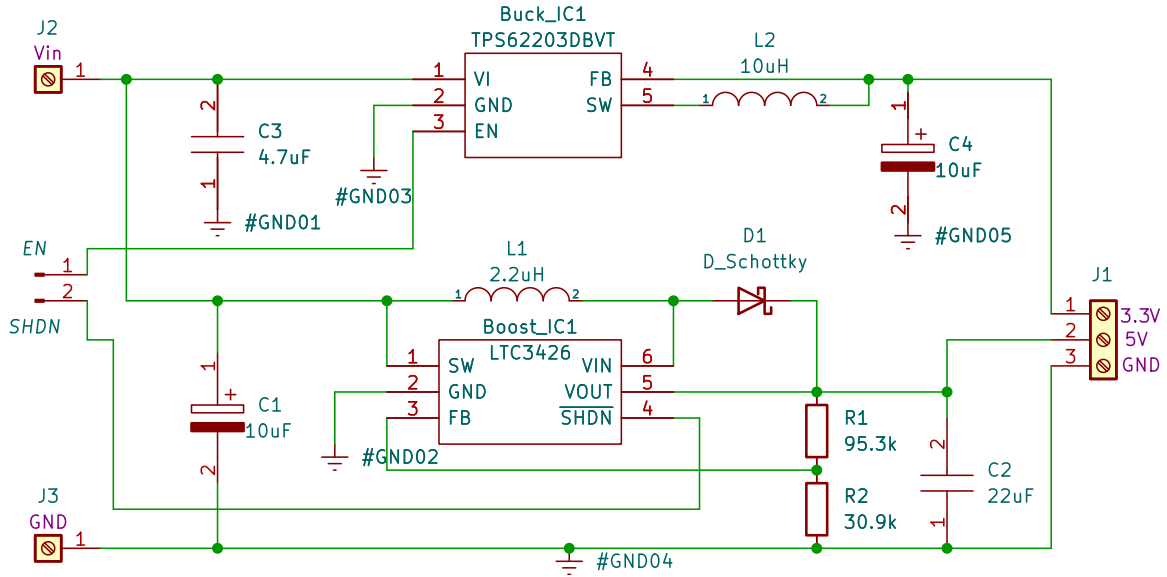 Buck_IC1
TPS62203DBVT
J2
Vin
1
1 VI
2 GND
3 EN
FB 4
SW 5
L2
10uH
1 2
2
C3
4.7uF
1
#GND01
#GND03
1
+
C4
10uF
2
#GND05
EN
1
2
SHDN
L1
2.2uH
1 2
D1
D_Schottky
Boost_IC1
LTC3426
1 SW
2 GND
3 FB
VIN 6
VOUT 5
SHDN 4
#GND02
J1
1 3.3V
2 5V
3 GND
1
+
C1
10uF
2
R1
95.3k
R2
30.9k
2
C2
22uF
1
J3
GND
1
#GND04